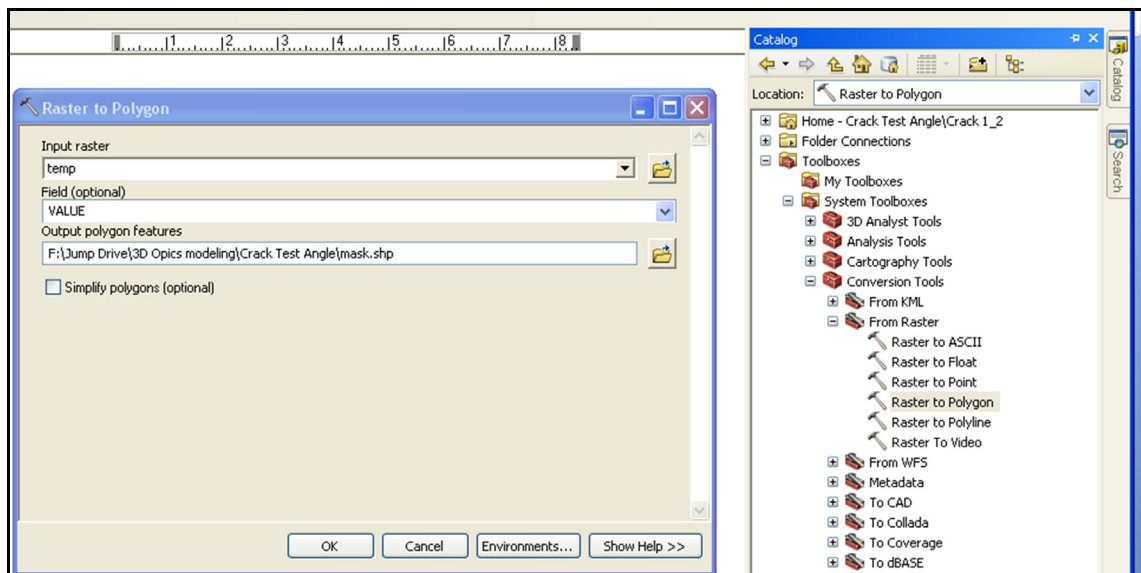 1 2 3 4 5 6 7 8
Raster to Polygon
Input raster
temp
Field (optional)
VALUE
Output polygon features
F:\Jump Drive\3D Opics modeling\Crack Test Angle\mask.shp
Simplify polygons (optional)
OK Cancel Environments... Show Help >>
Catalog
Location: Raster to Polygon
Home - Crack Test Angle\Crack 1_2
Folder Connections
Toolboxes
My Toolboxes
System Toolboxes
3D Analyst Tools
Analysis Tools
Cartography Tools
Conversion Tools
From KML
From Raster
Raster to ASCII
Raster to Float
Raster to Point
Raster to Polygon
Raster to Polyline
Raster To Video
From WFS
Metadata
To CAD
To Collada
To Coverage
To dBASE
Catalog
Search